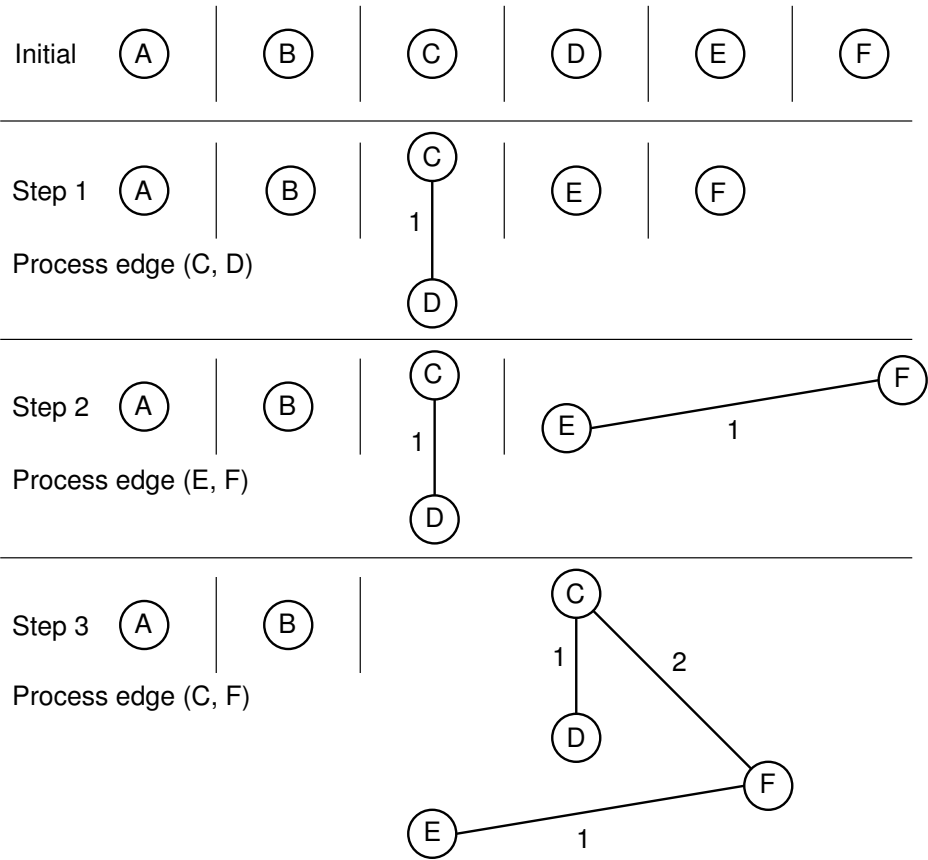 Initial A B C D E F
C
Step 1 A B E F
1
Process edge (C, D)
D
C
F
Step 2 A B E
1 1
Process edge (E, F)
D
C
Step 3 A B
1 2
Process edge (C, F)
D
F
E
1